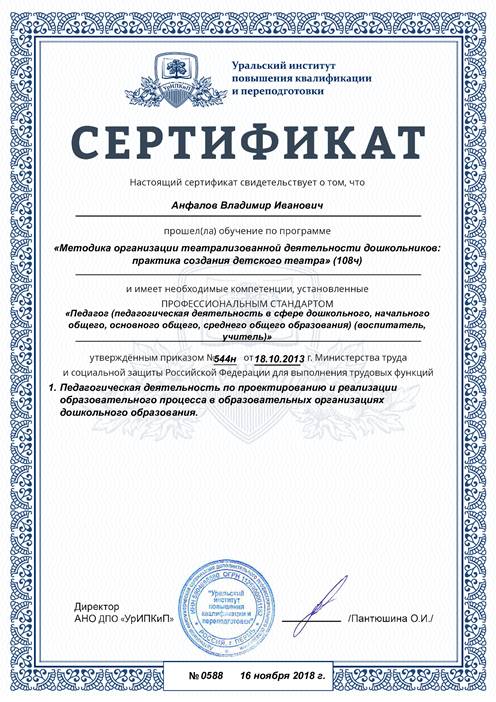 Уральский институт
повышения квалификации
и переподготовки
УрИПКиП
СЕРТИФИКАТ
Настоящий сертификат свидетельствует о том, что
Анфалов Владимир Иванович
прошел(ла) обучение по программе
«Методика организации театрализованной деятельности дошкольников:
практика создания детского театра» (108ч)
и имеет необходимые компетенции, установленные
ПРОФЕССИОНАЛЬНЫМ СТАНДАРТОМ
«Педагог (педагогическая деятельность в сфере дошкольного, начального
общего, основного общего, среднего общего образования) (воспитатель,
учитель)»
утверждённым приказом №544н от 18.10.2013 г. Министерства труда
и социальной защиты Российской Федерации для выполнения трудовых функций
1. Педагогическая деятельность по проектированию и реализации
образовательного процесса в образовательных организациях
дошкольного образования.
"Уральский
институт
повышения
квалификации и
переподготовки"
РОССИЯ, г. ПЕРМЬ
Директор
АНО ДПО «УрИПКиП»
/Пантюшина О.И./
№ 0588 16 ноября 2018 г.